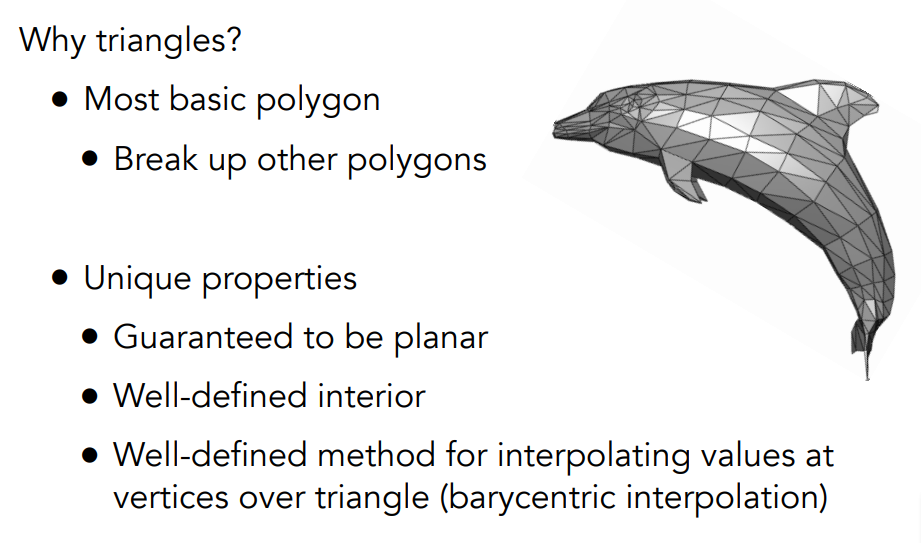 Why triangles?
● Most basic polygon
● Break up other polygons
● Unique properties
● Guaranteed to be planar
● Well-defined interior
● Well-defined method for interpolating values at
vertices over triangle (barycentric interpolation)